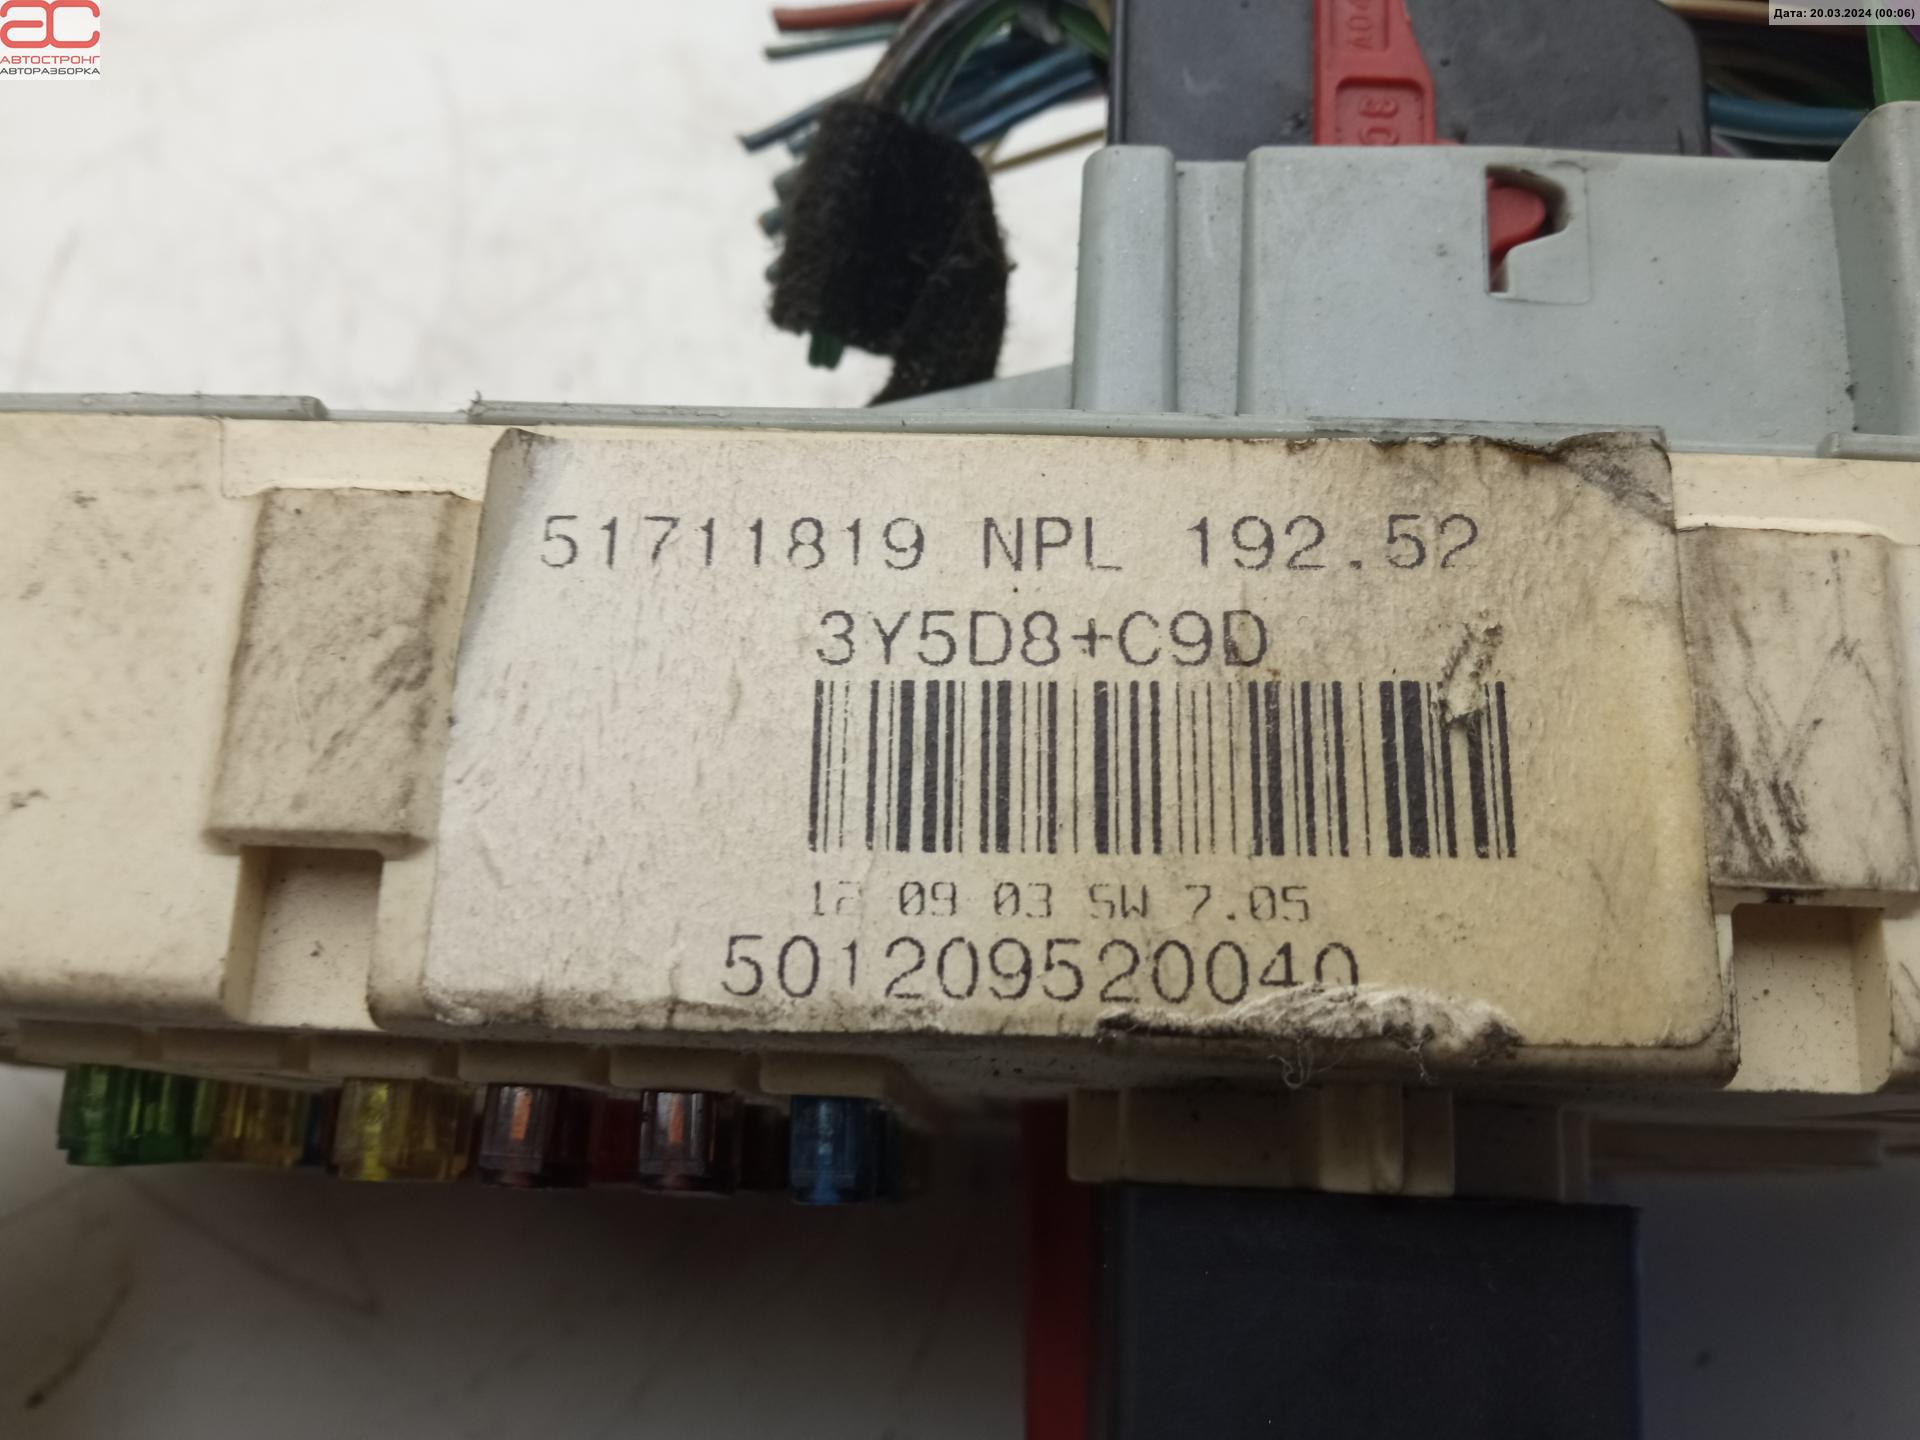 АС
АВТОСТРОНГ
АВТОРАЗБОРКА
Дата: 20.03.2024 (00:06)
51711819 NPL 192.52
3Y5D8+C9D
12 09 03 SW 7.05
501209520040